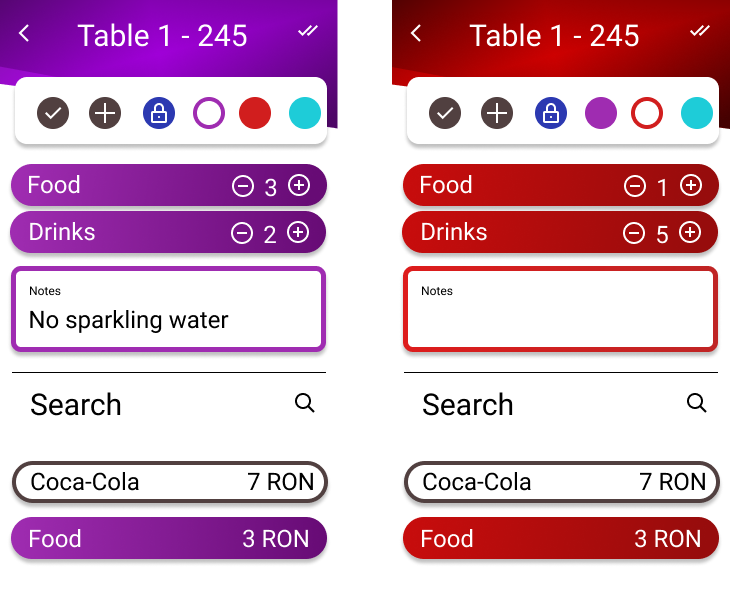 Table 1 - 245
Food 3
Drinks 2
Notes
No sparkling water
Search
Coca-Cola 7 RON
Food 3 RON
Table 1 - 245
Food 1
Drinks 5
Notes
Search
Coca-Cola 7 RON
Food 3 RON